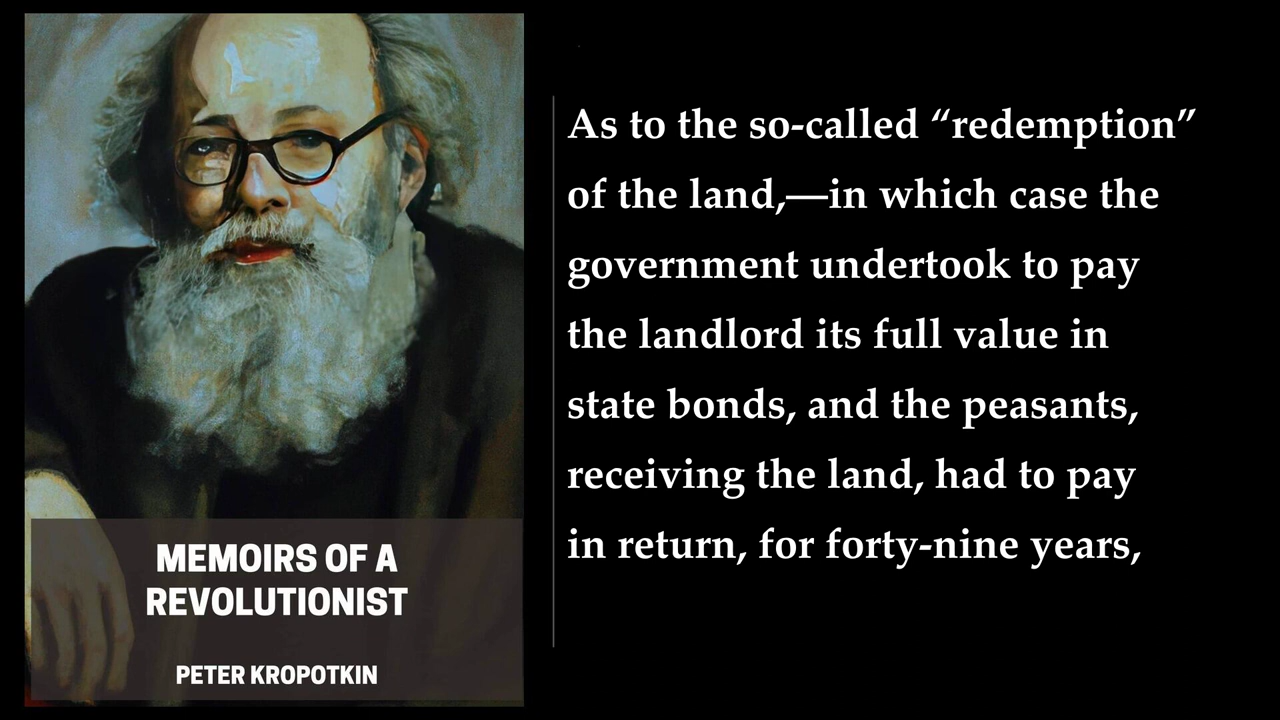 MEMOIRS OF A
REVOLUTIONIST
PETER KROPOTKIN
As to the so-called “redemption”
of the land,—in which case the
government undertook to pay
the landlord its full value in
state bonds, and the peasants,
receiving the land, had to pay
in return, for forty-nine years,